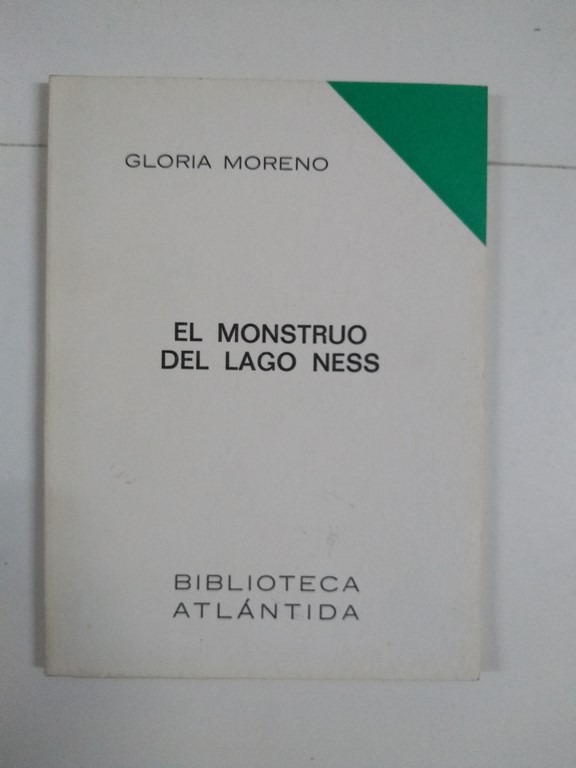 GLORIA MORENO
EL MONSTRUO
DEL LAGO NESS
BIBLIOTECA
ATLÁNTIDA